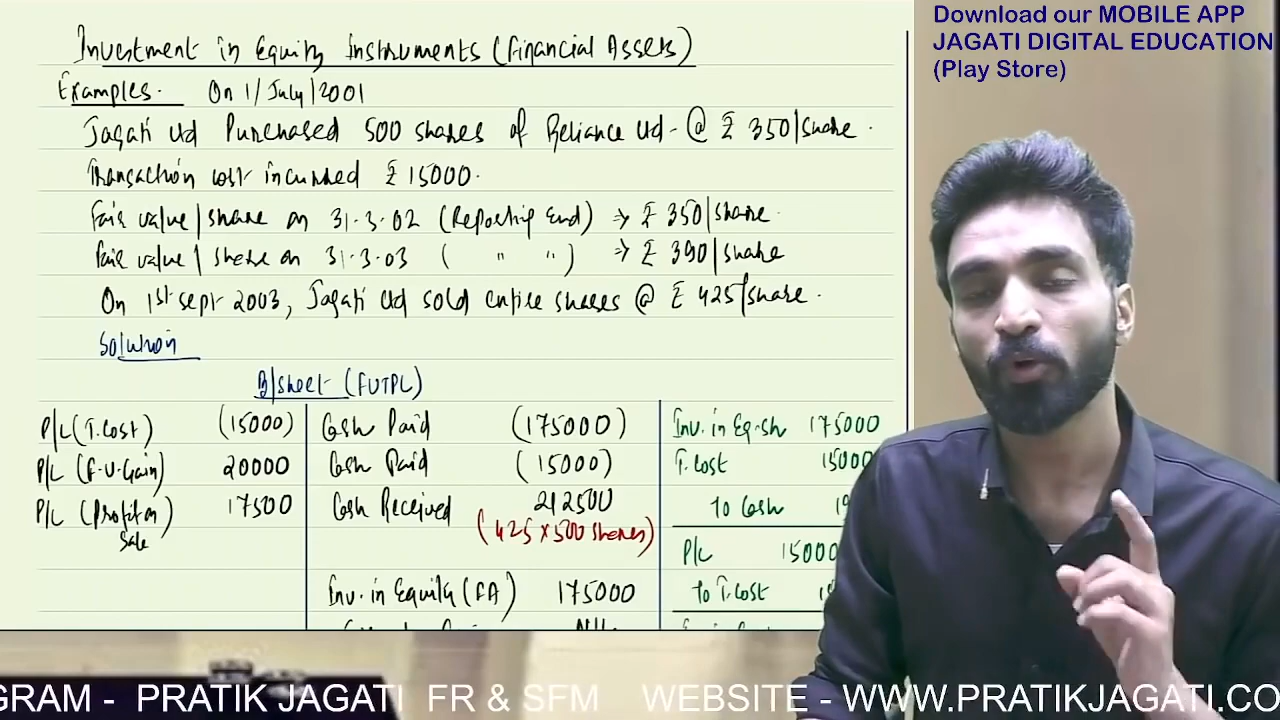 Download our MOBILE APP
JAGATI DIGITAL EDUCATION
(Play Store)
Investment in Equity Instruments (Financial Assets)
Examples. On 1/July/2001
Jagati Ltd Purchased 500 shares of Reliance Ltd - @ ₹ 350/share.
Transaction cost incurred ₹ 15000.
Fair value/share on 31.3.02 (Reporting End) → ₹ 350/share.
Fair value/share on 31.3.03 ( " " ) → ₹ 390/share
On 1st Sept 2003, Jagati Ltd sold entire shares @ ₹ 425/share.
Solution
B/sheet (FVTPL)
P/L (T.Cost) (15000)
P/L (F.V.Gain) 20000
P/L (Profit on Sale) 17500
Cash Paid (175000)
Cash Paid (15000)
Cash Received 212500
(425 x 500 shares)
Inv. in Equity (FA) 175000
Inv. in Eq. sh 175000
T.Cost 15000
To Cash
P/L 15000
To T.Cost
GRAM - PRATIK JAGATI FR & SFM WEBSITE - WWW.PRATIKJAGATI.CO